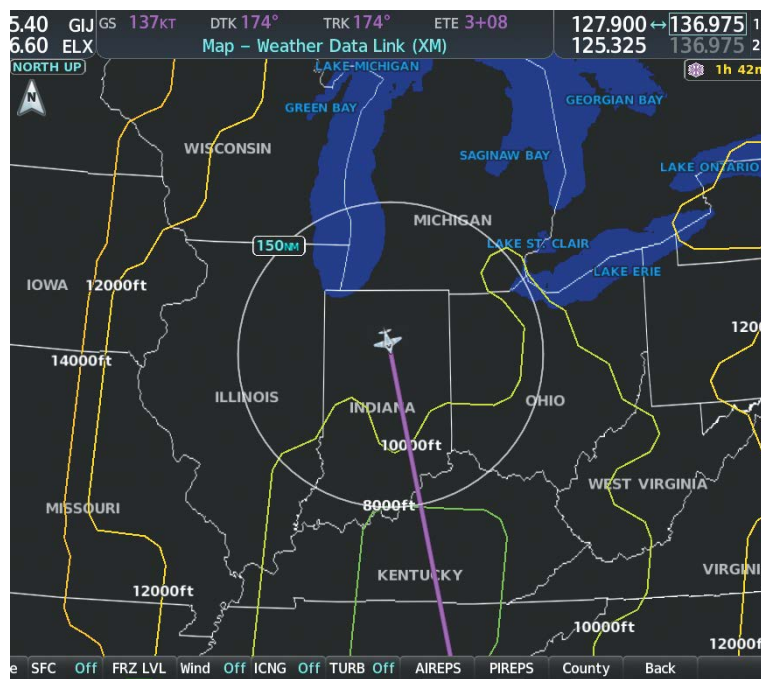 5.40 GIJ GS 137KT DTK 174° TRK 174° ETE 3+08 127.900 ↔ 136.975 1
6.60 ELX Map – Weather Data Link (XM) 125.325 136.975 2
NORTH UP LAKE MICHIGAN 1h 42m
N
GREEN BAY GEORGIAN BAY
WISCONSIN
SAGINAW BAY
LAKE ONTARIO
MICHIGAN
150NM LAKE ST. CLAIR
LAKE ERIE
IOWA 12000ft
1200
14000ft
ILLINOIS INDIANA OHIO
10000ft
WEST VIRGINIA
MISSOURI 8000ft
KENTUCKY VIRGINI
12000ft
10000ft
12000f
e SFC Off FRZ LVL Wind Off ICNG Off TURB Off AIREPS PIREPS County Back